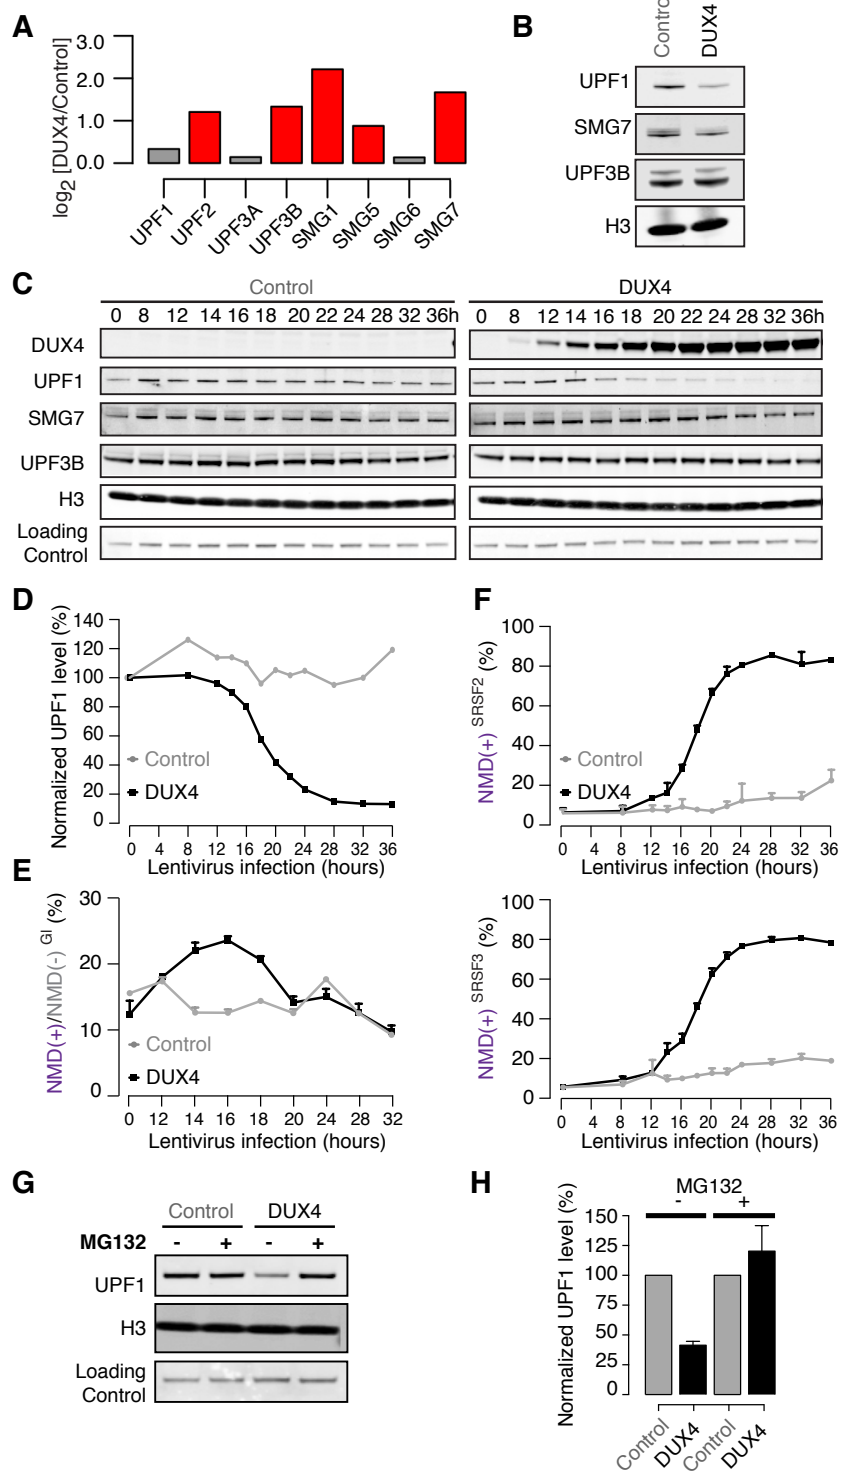 A
log2 [DUX4/Control]
3.0
2.0
1.0
0.0
UPF1
UPF2
UPF3A
UPF3B
SMG1
SMG5
SMG6
SMG7
B
DUX4
UPF1
SMG7
UPF3B
H3
C
Control
DUX4
0 8 12 14 16 18 20 22 24 28 32 36h
0 8 12 14 16 18 20 22 24 28 32 36h
DUX4
UPF1
SMG7
UPF3B
H3
Loading
Control
D
Normalized UPF1 level (%)
140
120
100
80
60
40
20
0
Control
DUX4
0 4 8 12 16 20 24 28 32 36
Lentivirus infection (hours)
E
NMD(+)/NMD(-) GI (%)
30
20
10
0
Control
DUX4
0 12 14 16 18 20 24 28 32
Lentivirus infection (hours)
F
NMD(+) SRSF2 (%)
100
80
60
40
20
0
Control
DUX4
0 4 8 12 16 20 24 28 32 36
Lentivirus infection (hours)
NMD(+) SRSF3 (%)
100
80
60
40
20
0
0 4 8 12 16 20 24 28 32 36
Lentivirus infection (hours)
G
Control DUX4
MG132 - + - +
UPF1
H3
Loading
Control
H
MG132
- +
Normalized UPF1 level (%)
150
125
100
75
50
25
0
Control
DUX4
Control
DUX4